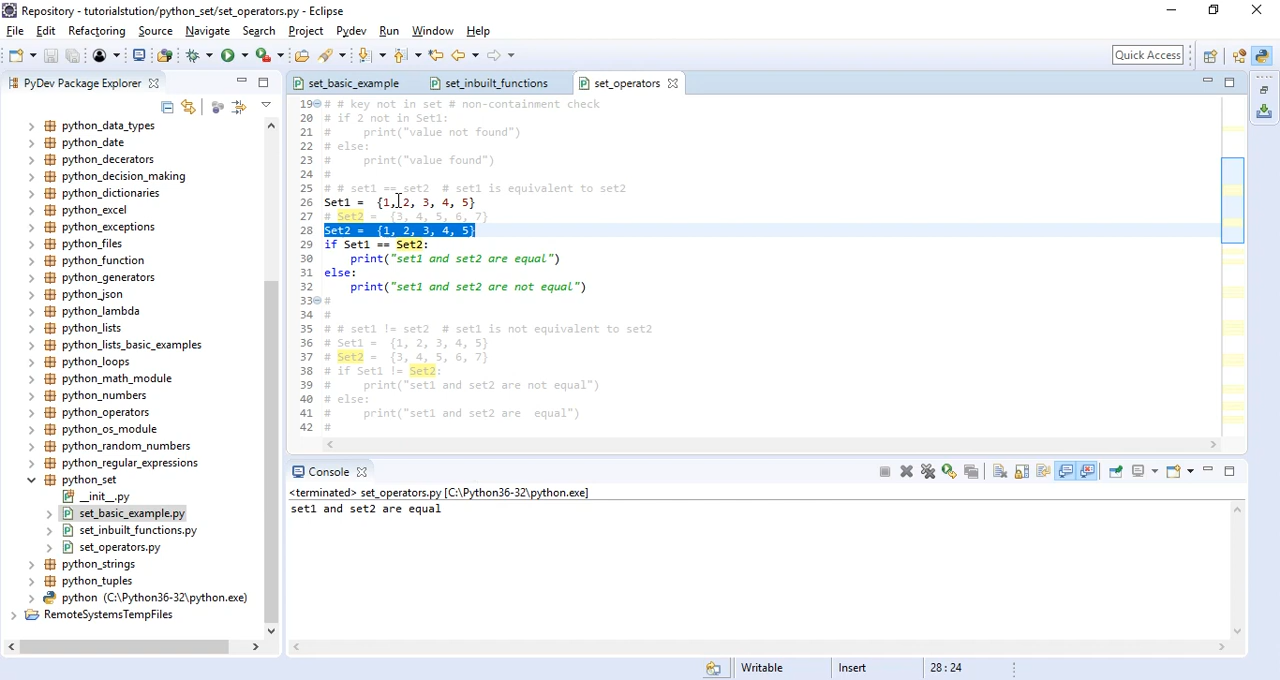 Repository - tutorialstution/python_set/set_operators.py - Eclipse
File Edit Refactoring Source Navigate Search Project Pydev Run Window Help
Quick Access
PyDev Package Explorer
python_data_types
python_date
python_decerators
python_decision_making
python_dictionaries
python_excel
python_exceptions
python_files
python_function
python_generators
python_json
python_lambda
python_lists
python_lists_basic_examples
python_loops
python_math_module
python_numbers
python_operators
python_os_module
python_random_numbers
python_regular_expressions
python_set
__init__.py
set_basic_example.py
set_inbuilt_functions.py
set_operators.py
python_strings
python_tuples
python (C:\Python36-32\python.exe)
RemoteSystemsTempFiles
set_basic_example set_inbuilt_functions set_operators
19 # # key not in set # non-containment check
20 # if 2 not in Set1:
21 #     print("value not found")
22 # else:
23 #     print("value found")
24 #
25 # # set1 == set2  # set1 is equivalent to set2
26 Set1 =  {1, 2, 3, 4, 5}
27 # Set2 =  {3, 4, 5, 6, 7}
28 Set2 =  {1, 2, 3, 4, 5}
29 if Set1 == Set2:
30     print("set1 and set2 are equal")
31 else:
32     print("set1 and set2 are not equal")
33 #
34 #
35 # # set1 != set2  # set1 is not equivalent to set2
36 # Set1 =  {1, 2, 3, 4, 5}
37 # Set2 =  {3, 4, 5, 6, 7}
38 # if Set1 != Set2:
39 #     print("set1 and set2 are not equal")
40 # else:
41 #     print("set1 and set2 are  equal")
42 #
Console
<terminated> set_operators.py [C:\Python36-32\python.exe]
set1 and set2 are equal
Writable Insert 28 : 24